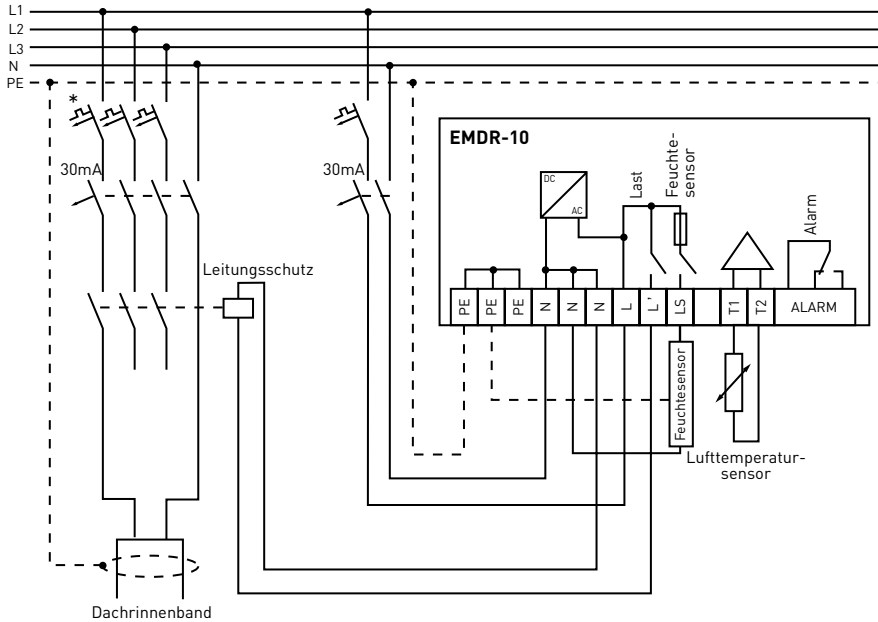 L1
L2
L3
N
PE
*
30mA
30mA
EMDR-10
DC
AC
Last
Feuchte-
sensor
Alarm
Leitungsschutz
PE
PE
PE
N
N
N
L
L'
LS
T1
T2
ALARM
Feuchtesensor
Lufttemperatur-
sensor
Dachrinnenband